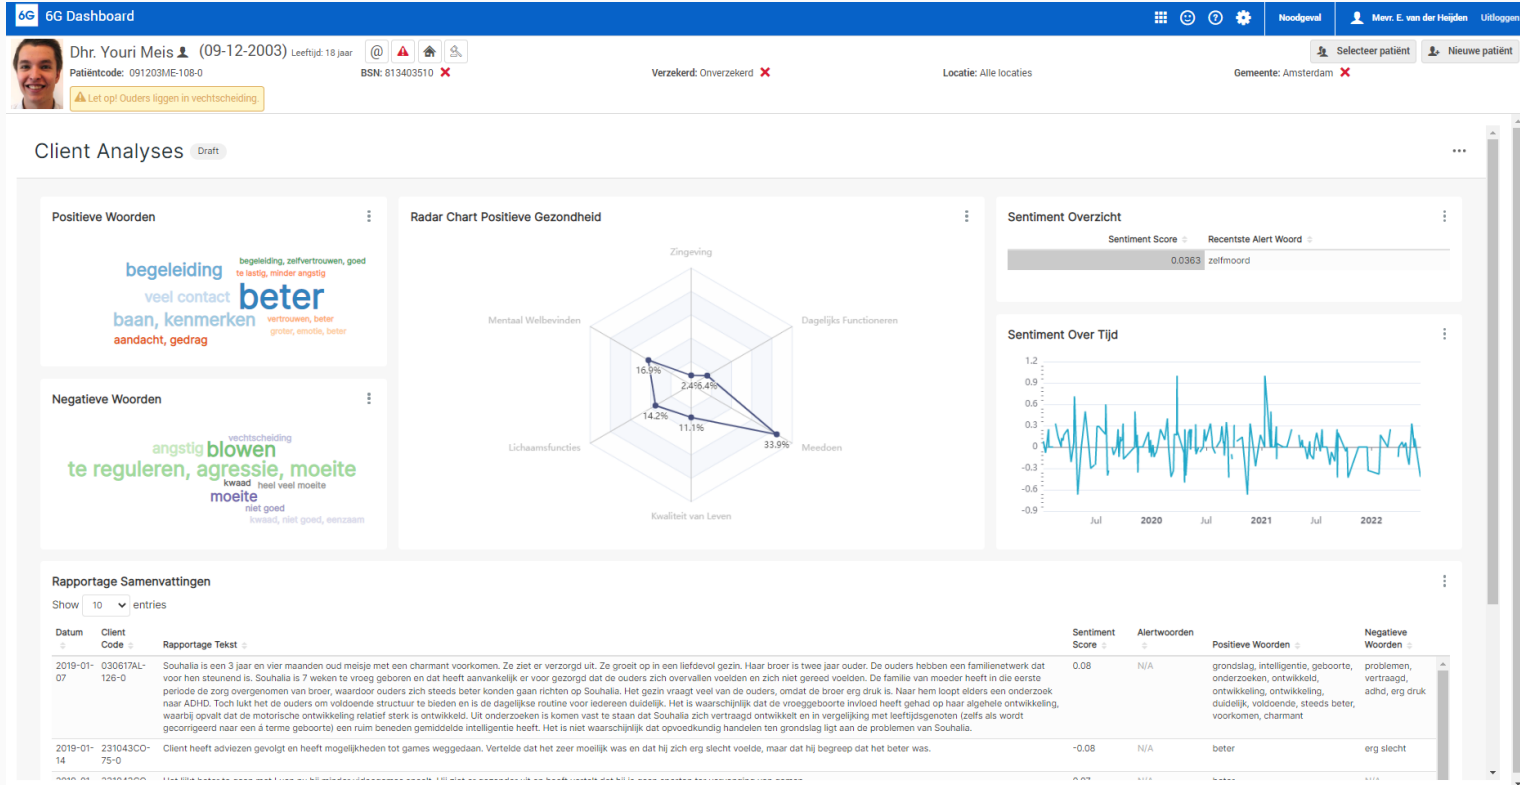 6G 6G Dashboard Noodgeval Mevr. E. van der Heijden Uitloggen
Dhr. Youri Meis (09-12-2003) Leeftijd: 18 jaar @ Selecteer patiënt Nieuwe patiënt
Patiëntcode: 091203ME-108-0 BSN: 813403510 Verzekerd: Onverzekerd Locatie: Alle locaties Gemeente: Amsterdam
Let op! Ouders liggen in vechtscheiding.
Client Analyses Draft
Positieve Woorden
begeleiding, zelfvertrouwen, goed
begeleiding te lastig, minder angstig
veel contact beter
baan, kenmerken vertrouwen, beter
groter, emotie, beter
aandacht, gedrag
Negatieve Woorden
vechtscheiding
angstig blowen
te reguleren, agressie, moeite
kwaad heel veel moeite
moeite
niet goed
kwaad, niet goed, eenzaam
Radar Chart Positieve Gezondheid
Zingeving
Mentaal Welbevinden Dagelijks Functioneren
16.9% 2.4% 6.4%
14.2% 11.1% 33.9%
Lichaamsfuncties Meedoen
Kwaliteit van Leven
Sentiment Overzicht
Sentiment Score Recentste Alert Woord
0.0363 zelfmoord
Sentiment Over Tijd
1.2
0.9
0.6
0.3
0
-0.3
-0.6
-0.9
Jul 2020 Jul 2021 Jul 2022
Rapportage Samenvattingen
Show 10 entries
Datum Client Code Rapportage Tekst Sentiment Score Alertwoorden Positieve Woorden Negatieve Woorden
2019-01-07 030617AL-126-0
Souhalia is een 3 jaar en vier maanden oud meisje met een charmant voorkomen. Ze ziet er verzorgd uit. Ze groeit op in een liefdevol gezin. Haar broer is twee jaar ouder. De ouders hebben een familienetwerk dat
voor hen steunend is. Souhalia is 7 weken te vroeg geboren en dat heeft aanvankelijk er voor gezorgd dat de ouders zich overvallen voelden en zich niet gereed voelden. De familie van moeder heeft in die eerste
periode de zorg overgenomen van broer, waardoor ouders zich steeds beter konden gaan richten op Souhalia. Het gezin vraagt veel van de ouders, omdat de broer erg druk is. Naar hem loopt elders een onderzoek
naar ADHD. Toch lukt het de ouders om voldoende structuur te bieden en is de dagelijkse routine voor iedereen duidelijk. Het is waarschijnlijk dat de vroeggeboorte invloed heeft gehad op haar algehele ontwikkeling,
waarbij opvalt dat de motorische ontwikkeling relatief sterk is ontwikkeld. Uit onderzoeken is komen vast te staan dat Souhalia zich vertraagd ontwikkelt en in vergelijking met leeftijdsgenoten (zelfs als wordt
gecorrigeerd naar een á terme geboorte) een ruim beneden gemiddelde intelligentie heeft. Het is niet waarschijnlijk dat opvoedkundig handelen ten grondslag ligt aan de problemen van Souhalia.
0.08 N/A
grondslag, intelligentie, geboorte,
onderzoeken, ontwikkeld,
ontwikkeling, ontwikkeling,
duidelijk, voldoende, steeds beter,
voorkomen, charmant
problemen,
vertraagd,
adhd, erg druk
2019-01-14 231043CO-75-0 Client heeft adviezen gevolgt en heeft mogelijkheden tot games weggedaan. Vertelde dat het zeer moeilijk was en dat hij zich erg slecht voelde, maar dat hij begreep dat het beter was. -0.08 N/A beter erg slecht